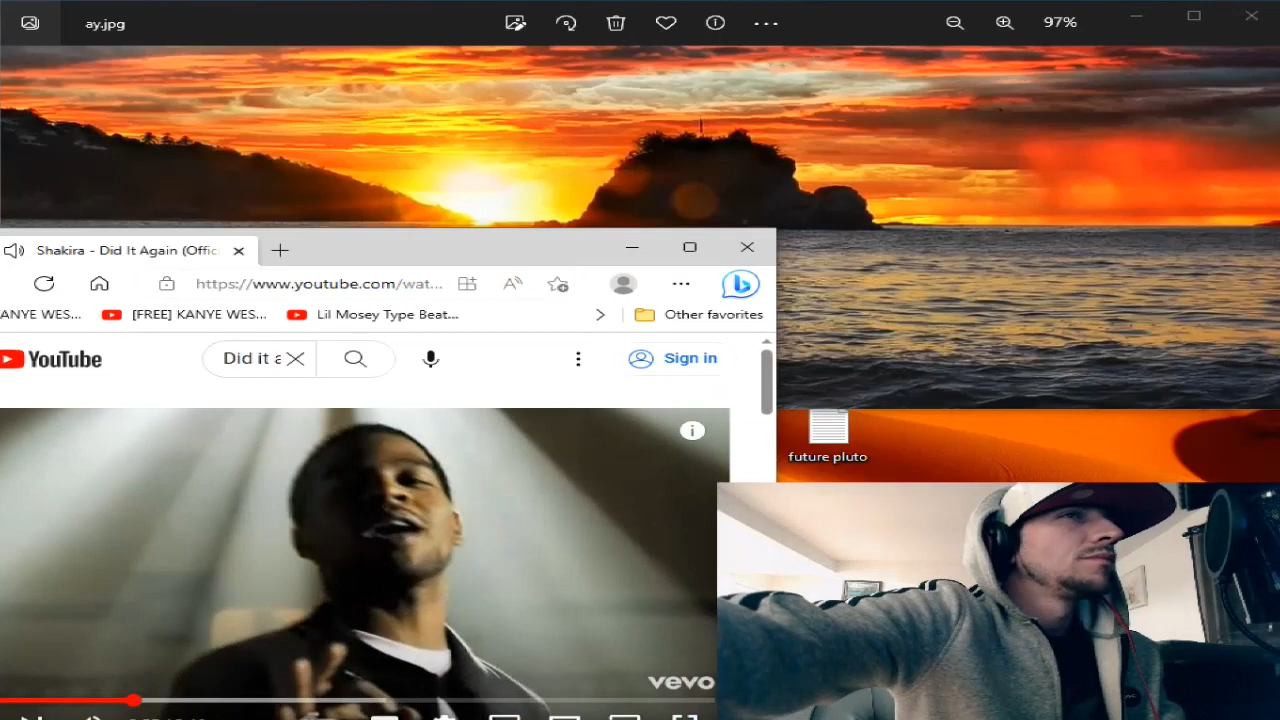 ay.jpg
97%
Shakira - Did It Again (Offic
https://www.youtube.com/wat...
ANYE WES...
[FREE] KANYE WES...
Lil Mosey Type Beat...
Other favorites
YouTube
Did it a
Sign in
future pluto
vevo